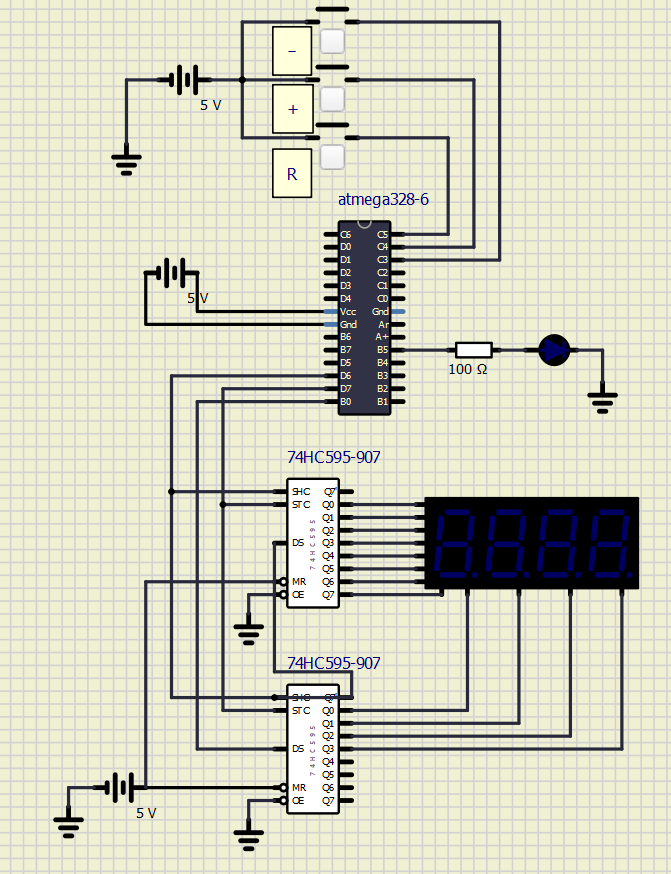 −
5 V
+
R
atmega328-6
C6 C5
D0 C4
D1 C3
D2 C2
D3 C1
D4 C0
5 V
Vcc Gnd
Gnd Ar
B6 A+
B7 B5
D5 B4
D6 B3
D7 B2
B0 B1
100 Ω
74HC595-907
SHC Q7
STC Q0
Q1
Q2
DS Q3
Q4
Q5
MR Q6
OE Q7
74HC595
74HC595-907
SHC Q7
STC Q0
Q1
Q2
DS Q3
Q4
Q5
MR Q6
OE Q7
74HC595
5 V